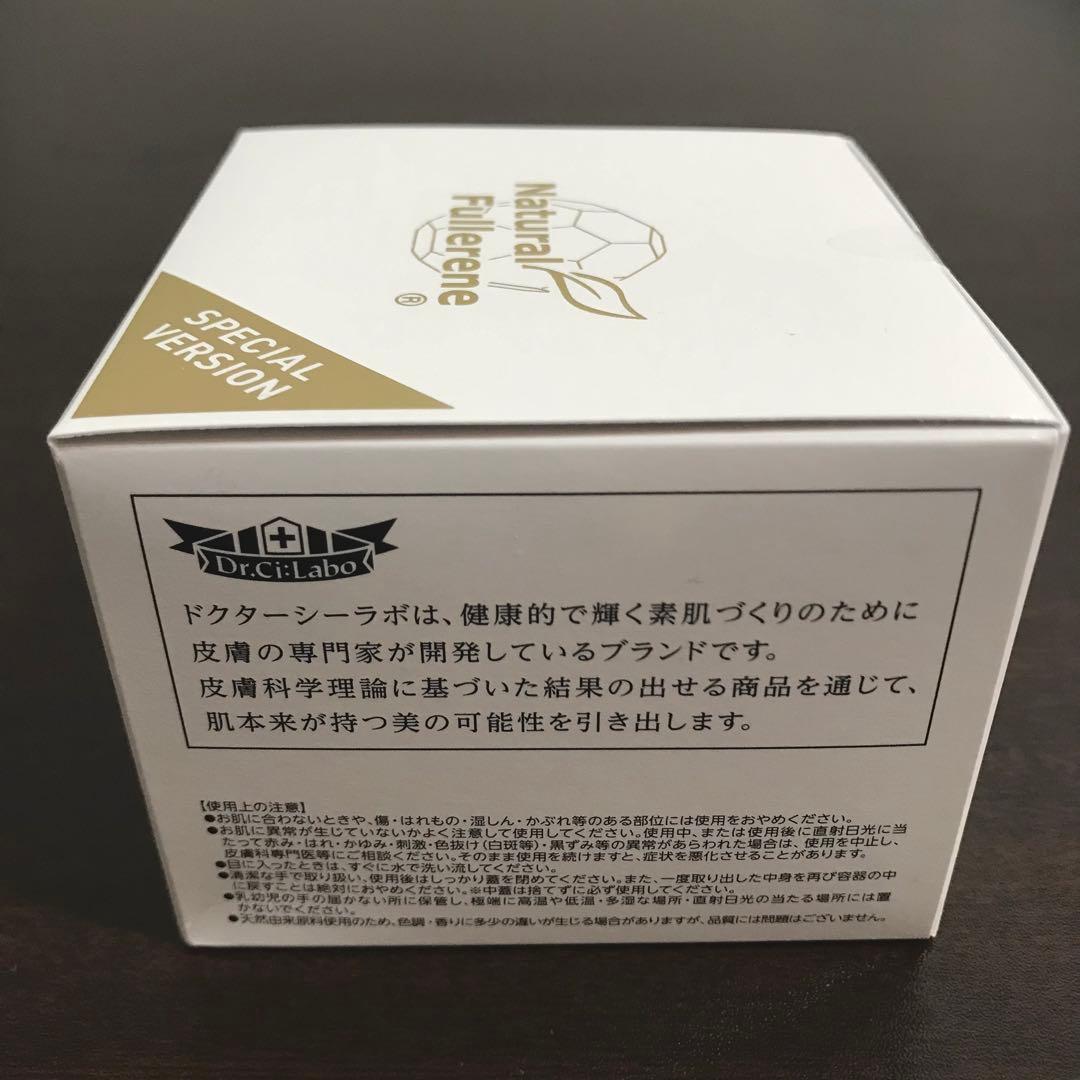 Natural
Fullerene®
SPECIAL
VERSION
Dr.Ci:Labo
ドクターシーラボは、健康的で輝く素肌づくりのために
皮膚の専門家が開発しているブランドです。
皮膚科学理論に基づいた結果の出せる商品を通じて、
肌本来が持つ美の可能性を引き出します。
【使用上の注意】
●お肌に合わないときや、傷・はれもの・湿しん・かぶれ等のある部位には使用をおやめください。
●お肌に異常が生じていないかよく注意して使用してください。使用中、または使用後に直射日光に当
たって赤み・はれ・かゆみ・刺激・色抜け(白斑等)・黒ずみ等の異常があらわれた場合は、使用を中止し、
皮膚科専門医等にご相談ください。そのまま使用を続けますと、症状を悪化させることがあります。
●目に入ったときは、すぐに水で洗い流してください。
●清潔な手で取り扱い、使用後はしっかり蓋を閉めてください。また、一度取り出した中身を再び容器の中
に戻すことは絶対におやめください。※中蓋は捨てずに必ず使用してください。
●乳幼児の手の届かない所に保管し、極端に高温や低温・多湿な場所・直射日光の当たる場所には置
かないでください。
●天然由来原料使用のため、色調・香りに多少の違いが生じる場合がありますが、品質には問題はございません。